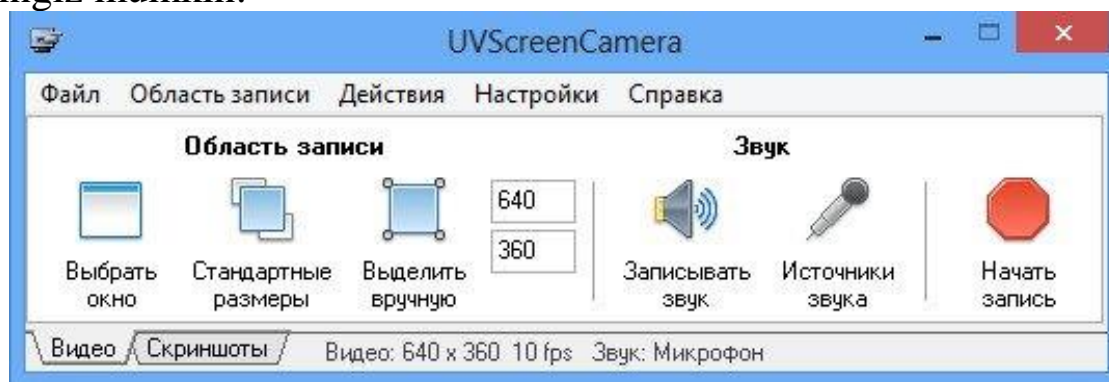 UVScreenCamera
Файл Область записи Действия Настройки Справка
Область записи Звук
640
360
Выбрать окно
Стандартные размеры
Выделить вручную
Записывать звук
Источники звука
Начать запись
Видео Скриншоты Видео: 640 x 360 10 fps Звук: Микрофон